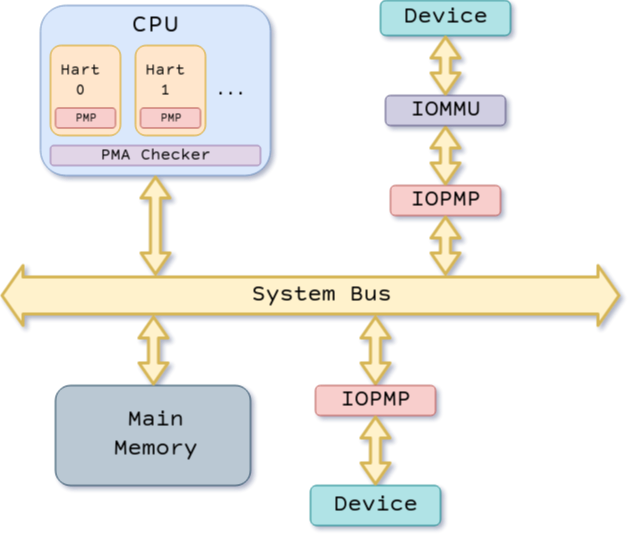 CPU
Hart
0
PMP
Hart
1
PMP
...
PMA Checker
Device
IOMMU
IOPMP
System Bus
Main
Memory
IOPMP
Device